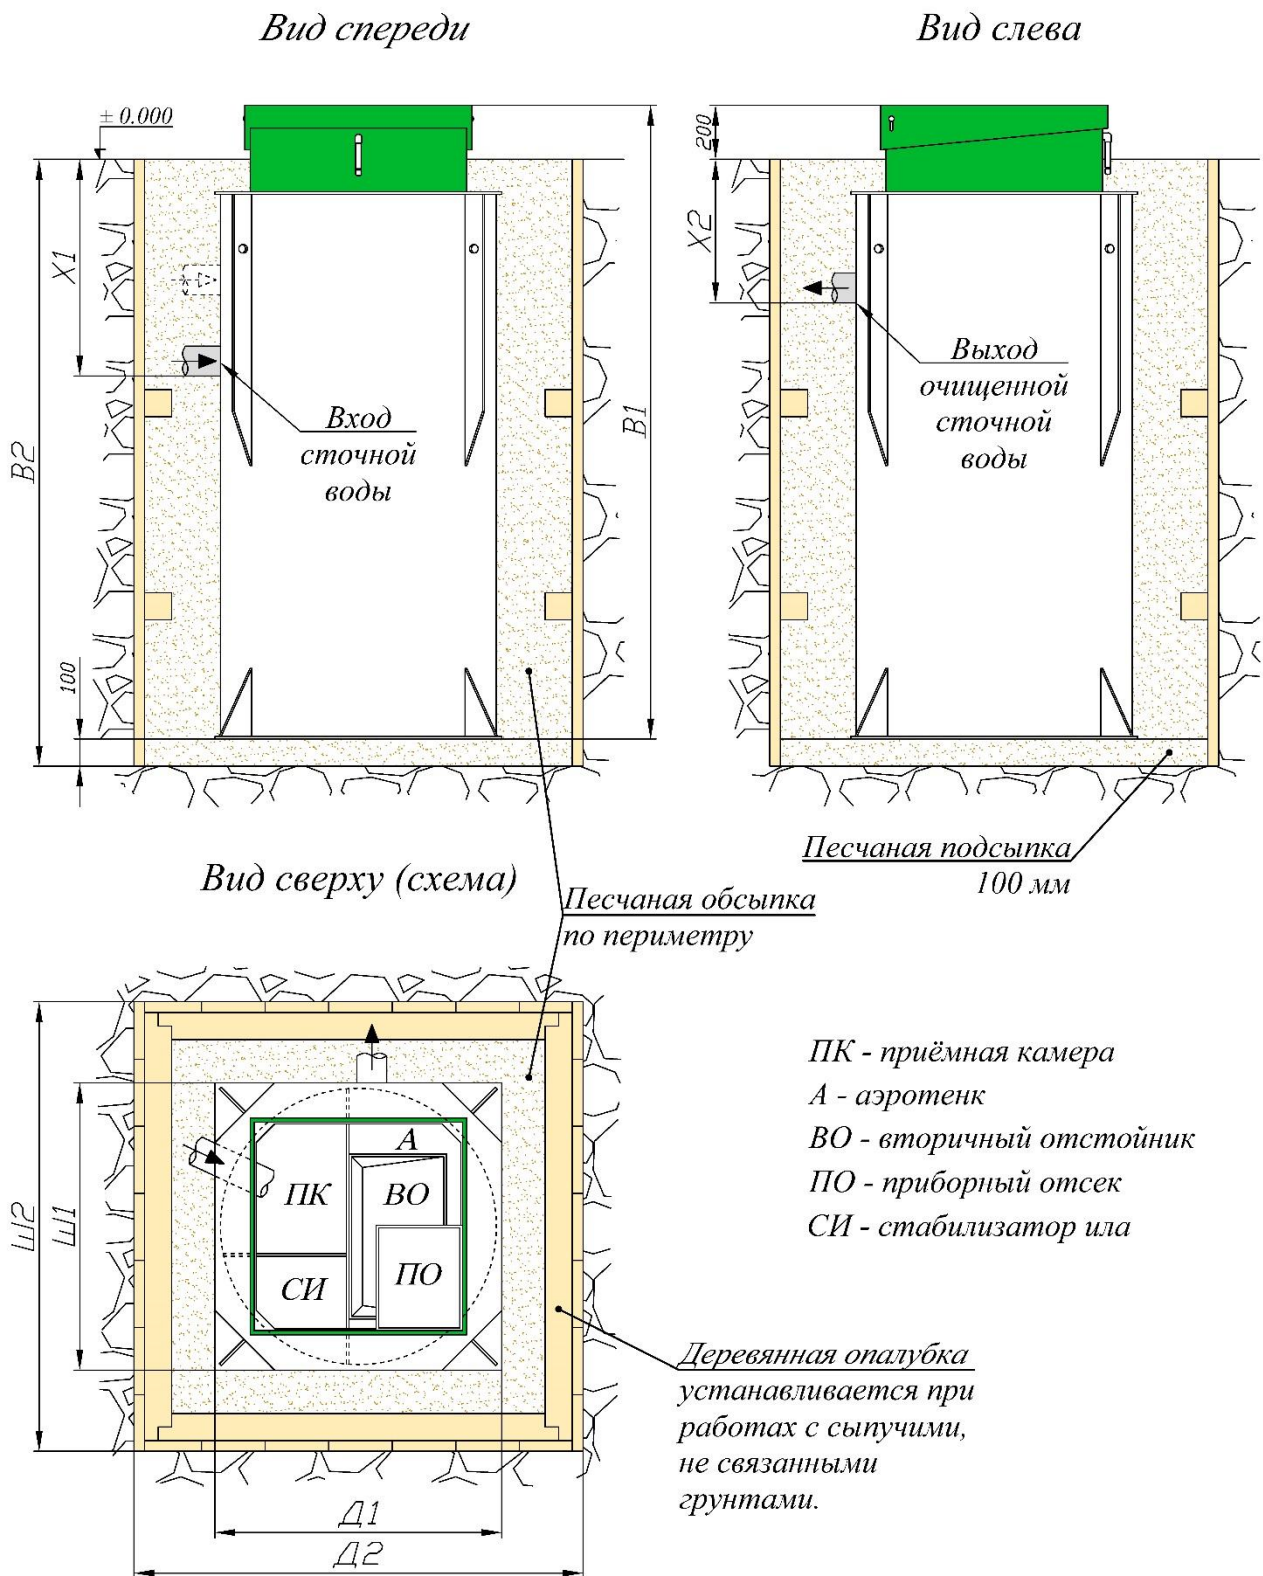 Вид спереди
Вид слева
± 0.000
200
X1
X2
B1
B2
Вход
сточной
воды
Выход
очищенной
сточной
воды
100
Песчаная подсыпка
100 мм
Вид сверху (схема)
Песчаная обсыпка
по периметру
ПК - приёмная камера
А - аэротенк
ВО - вторичный отстойник
ПО - приборный отсек
СИ - стабилизатор ила
Ш2
Ш1
А
ПК
ВО
СИ
ПО
Деревянная опалубка
устанавливается при
работах с сыпучими,
не связанными
грунтами.
Д1
Д2